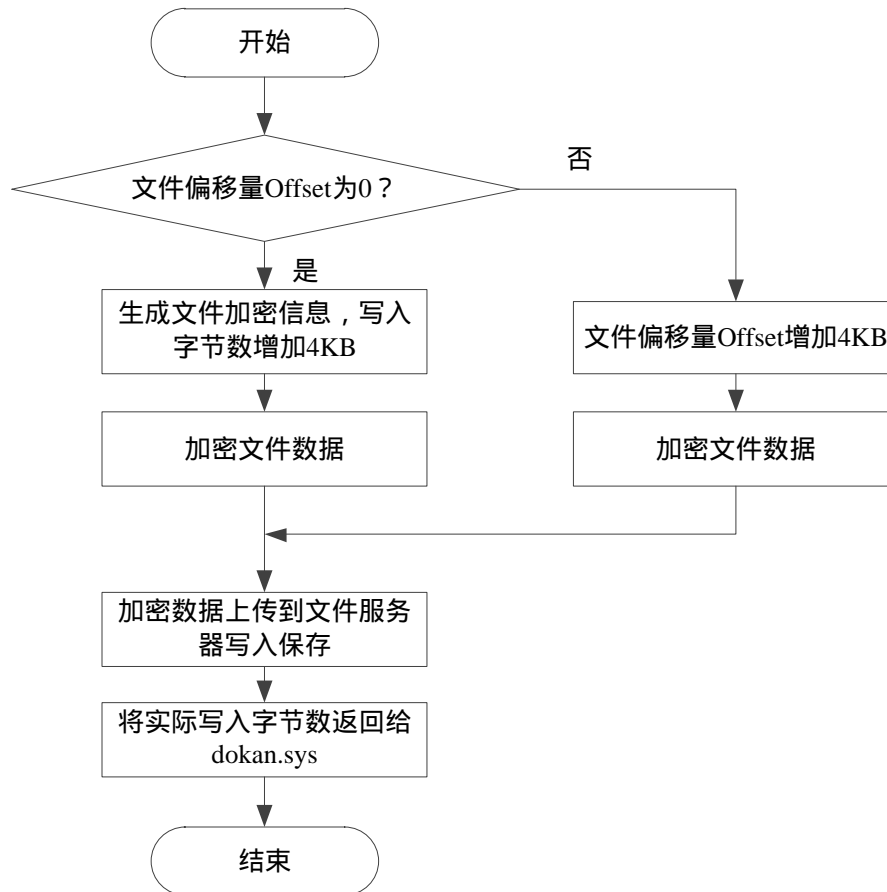 开始
文件偏移量Offset为0？
否
是
生成文件加密信息，写入
字节数增加4KB
文件偏移量Offset增加4KB
加密文件数据
加密文件数据
加密数据上传到文件服务
器写入保存
将实际写入字节数返回给
dokan.sys
结束